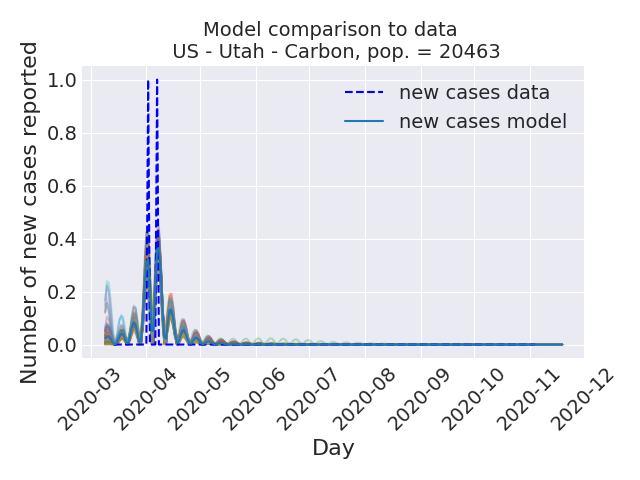 Model comparison to data
US - Utah - Carbon, pop. = 20463
Number of new cases reported
1.0
0.8
0.6
0.4
0.2
0.0
new cases data
new cases model
2020-03
2020-04
2020-05
2020-06
2020-07
2020-08
2020-09
2020-10
2020-11
2020-12
Day